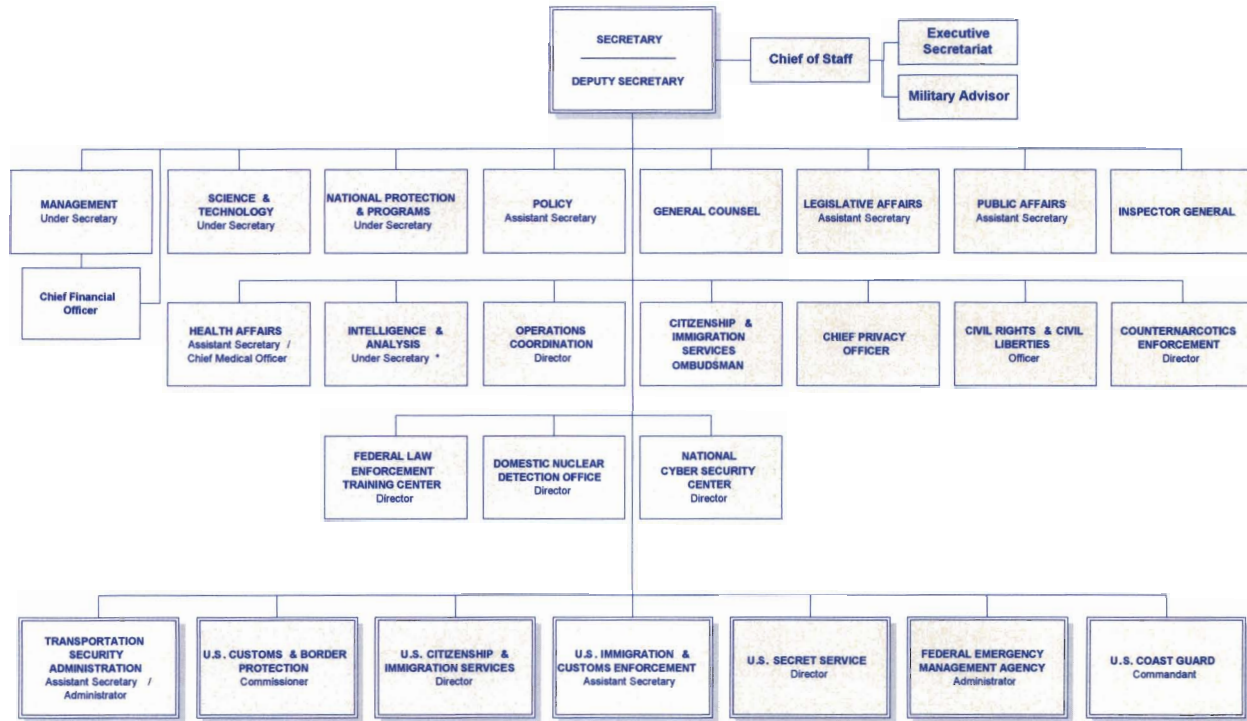 SECRETARY
DEPUTY SECRETARY
Chief of Staff
Executive
Secretariat
Military Advisor
MANAGEMENT
Under Secretary
SCIENCE & 
TECHNOLOGY
Under Secretary
NATIONAL PROTECTION
& PROGRAMS
Under Secretary
POLICY
Assistant Secretary
GENERAL COUNSEL
LEGISLATIVE AFFAIRS
Assistant Secretary
PUBLIC AFFAIRS
Assistant Secretary
INSPECTOR GENERAL
Chief Financial
Officer
HEALTH AFFAIRS
Assistant Secretary /
Chief Medical Officer
INTELLIGENCE &
ANALYSIS
Under Secretary *
OPERATIONS
COORDINATION
Director
CITIZENSHIP &
IMMIGRATION
SERVICES
OMBUDSMAN
CHIEF PRIVACY
OFFICER
CIVIL RIGHTS & CIVIL
LIBERTIES
Officer
COUNTERNARCOTICS
ENFORCEMENT
Director
FEDERAL LAW
ENFORCEMENT
TRAINING CENTER
Director
DOMESTIC NUCLEAR
DETECTION OFFICE
Director
NATIONAL
CYBER SECURITY
CENTER
Director
TRANSPORTATION
SECURITY
ADMINISTRATION
Assistant Secretary /
Administrator
U.S. CUSTOMS & BORDER
PROTECTION
Commissioner
U.S. CITIZENSHIP &
IMMIGRATION SERVICES
Director
U.S. IMMIGRATION &
CUSTOMS ENFORCEMENT
Assistant Secretary
U.S. SECRET SERVICE
Director
FEDERAL EMERGENCY
MANAGEMENT AGENCY
Administrator
U.S. COAST GUARD
Commandant